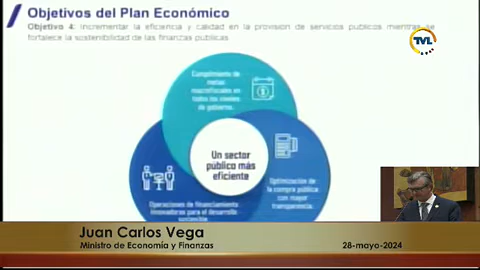 Objetivos del Plan Económico
Objetivo 4: Incrementar la eficiencia y calidad en la provisión de servicios públicos mientras se
fortalece la sostenibilidad de las finanzas públicas
TVL
Cumplimiento de
metas
macrofiscales en
todos los niveles
de gobierno.
Un sector
público más
eficiente
Optimización de
la compra pública
con mayor
transparencia.
Operaciones de financiamiento
innovadoras para el desarrollo
sostenible
Juan Carlos Vega
Ministro de Economía y Finanzas
28-mayo-2024